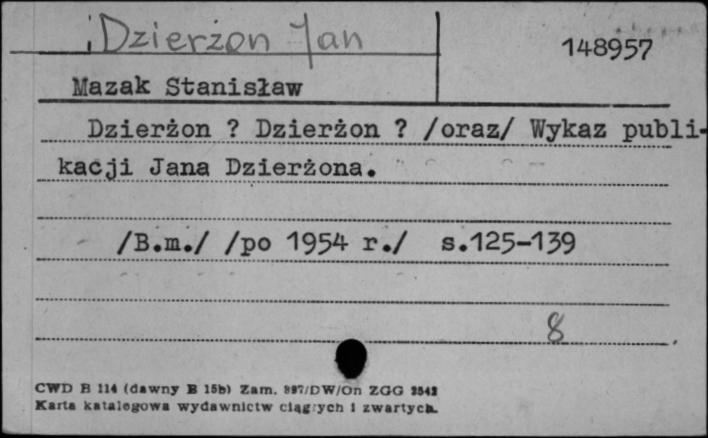 Dzierżon Jan
148957
Mazak Stanisław
Dzierżon ? Dzierżon ? /oraz/ Wykaz publi-
kacji Jana Dzierżona.
/B.m./ /po 1954 r./ s.125-139
8
CWD B 114 (dawny B 15b) Zam. 897/DW/On ZGG 2542
Karta katalogowa wydawnictw ciągłych i zwartych.